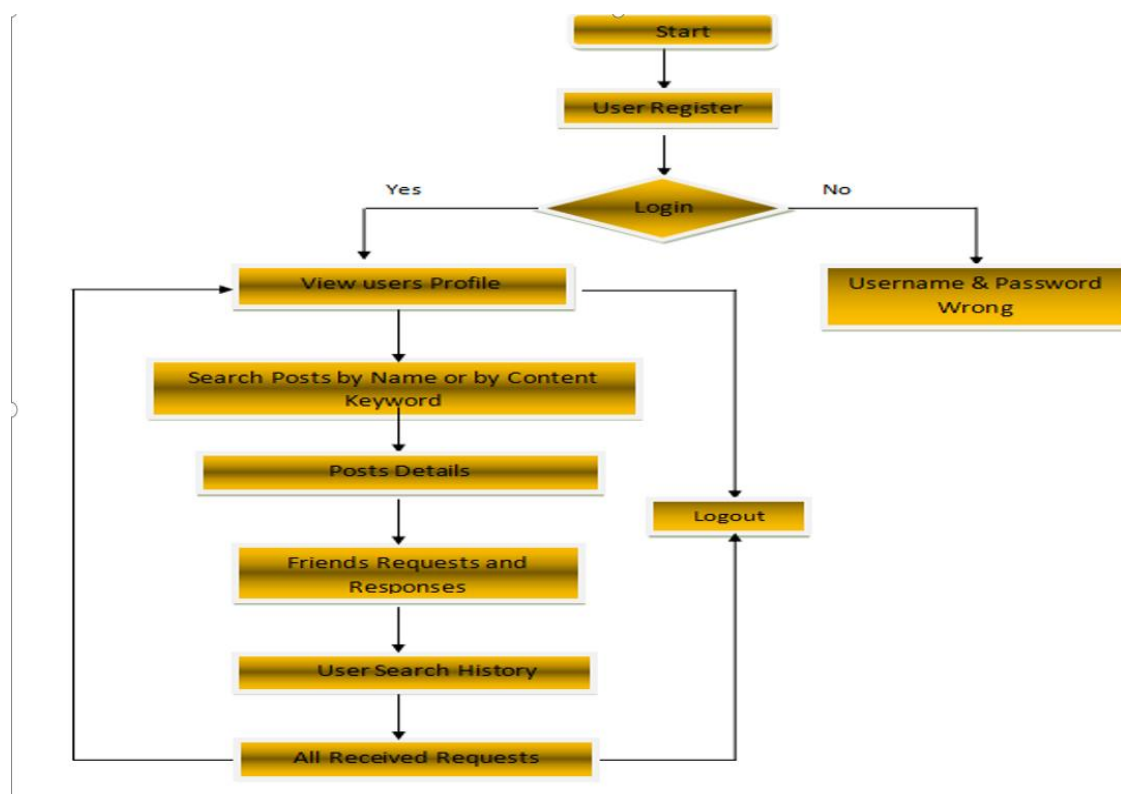 Start
User Register
Yes
No
Login
View users Profile
Username & Password
Wrong
Search Posts by Name or by Content
Keyword
Posts Details
Logout
Friends Requests and
Responses
User Search History
All Received Requests